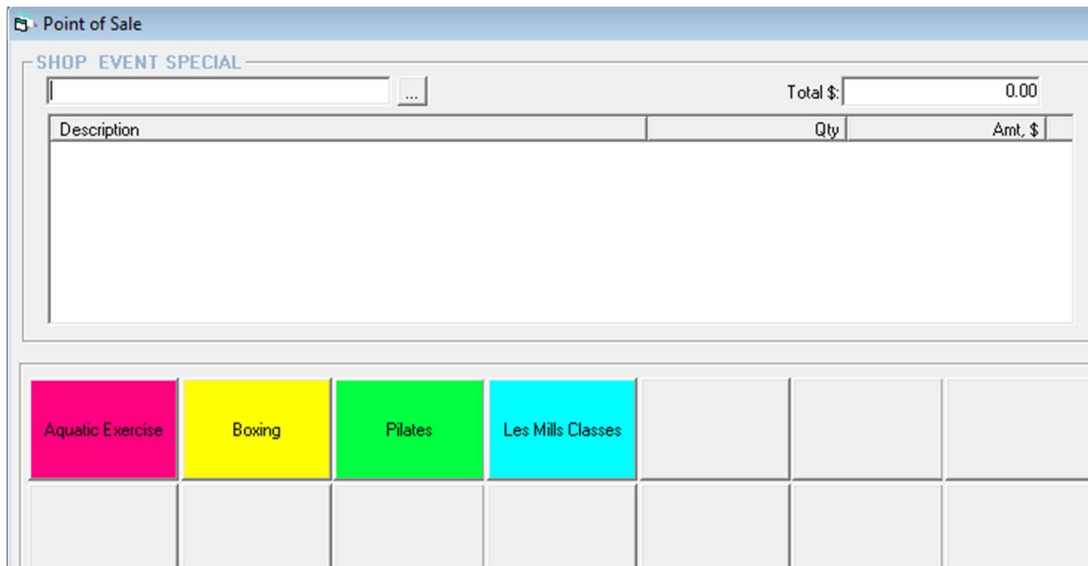 Point of Sale
SHOP EVENT SPECIAL
... Total $: 0.00
Description Qty Amt, $
Aquatic Exercise Boxing Pilates Les Mills Classes